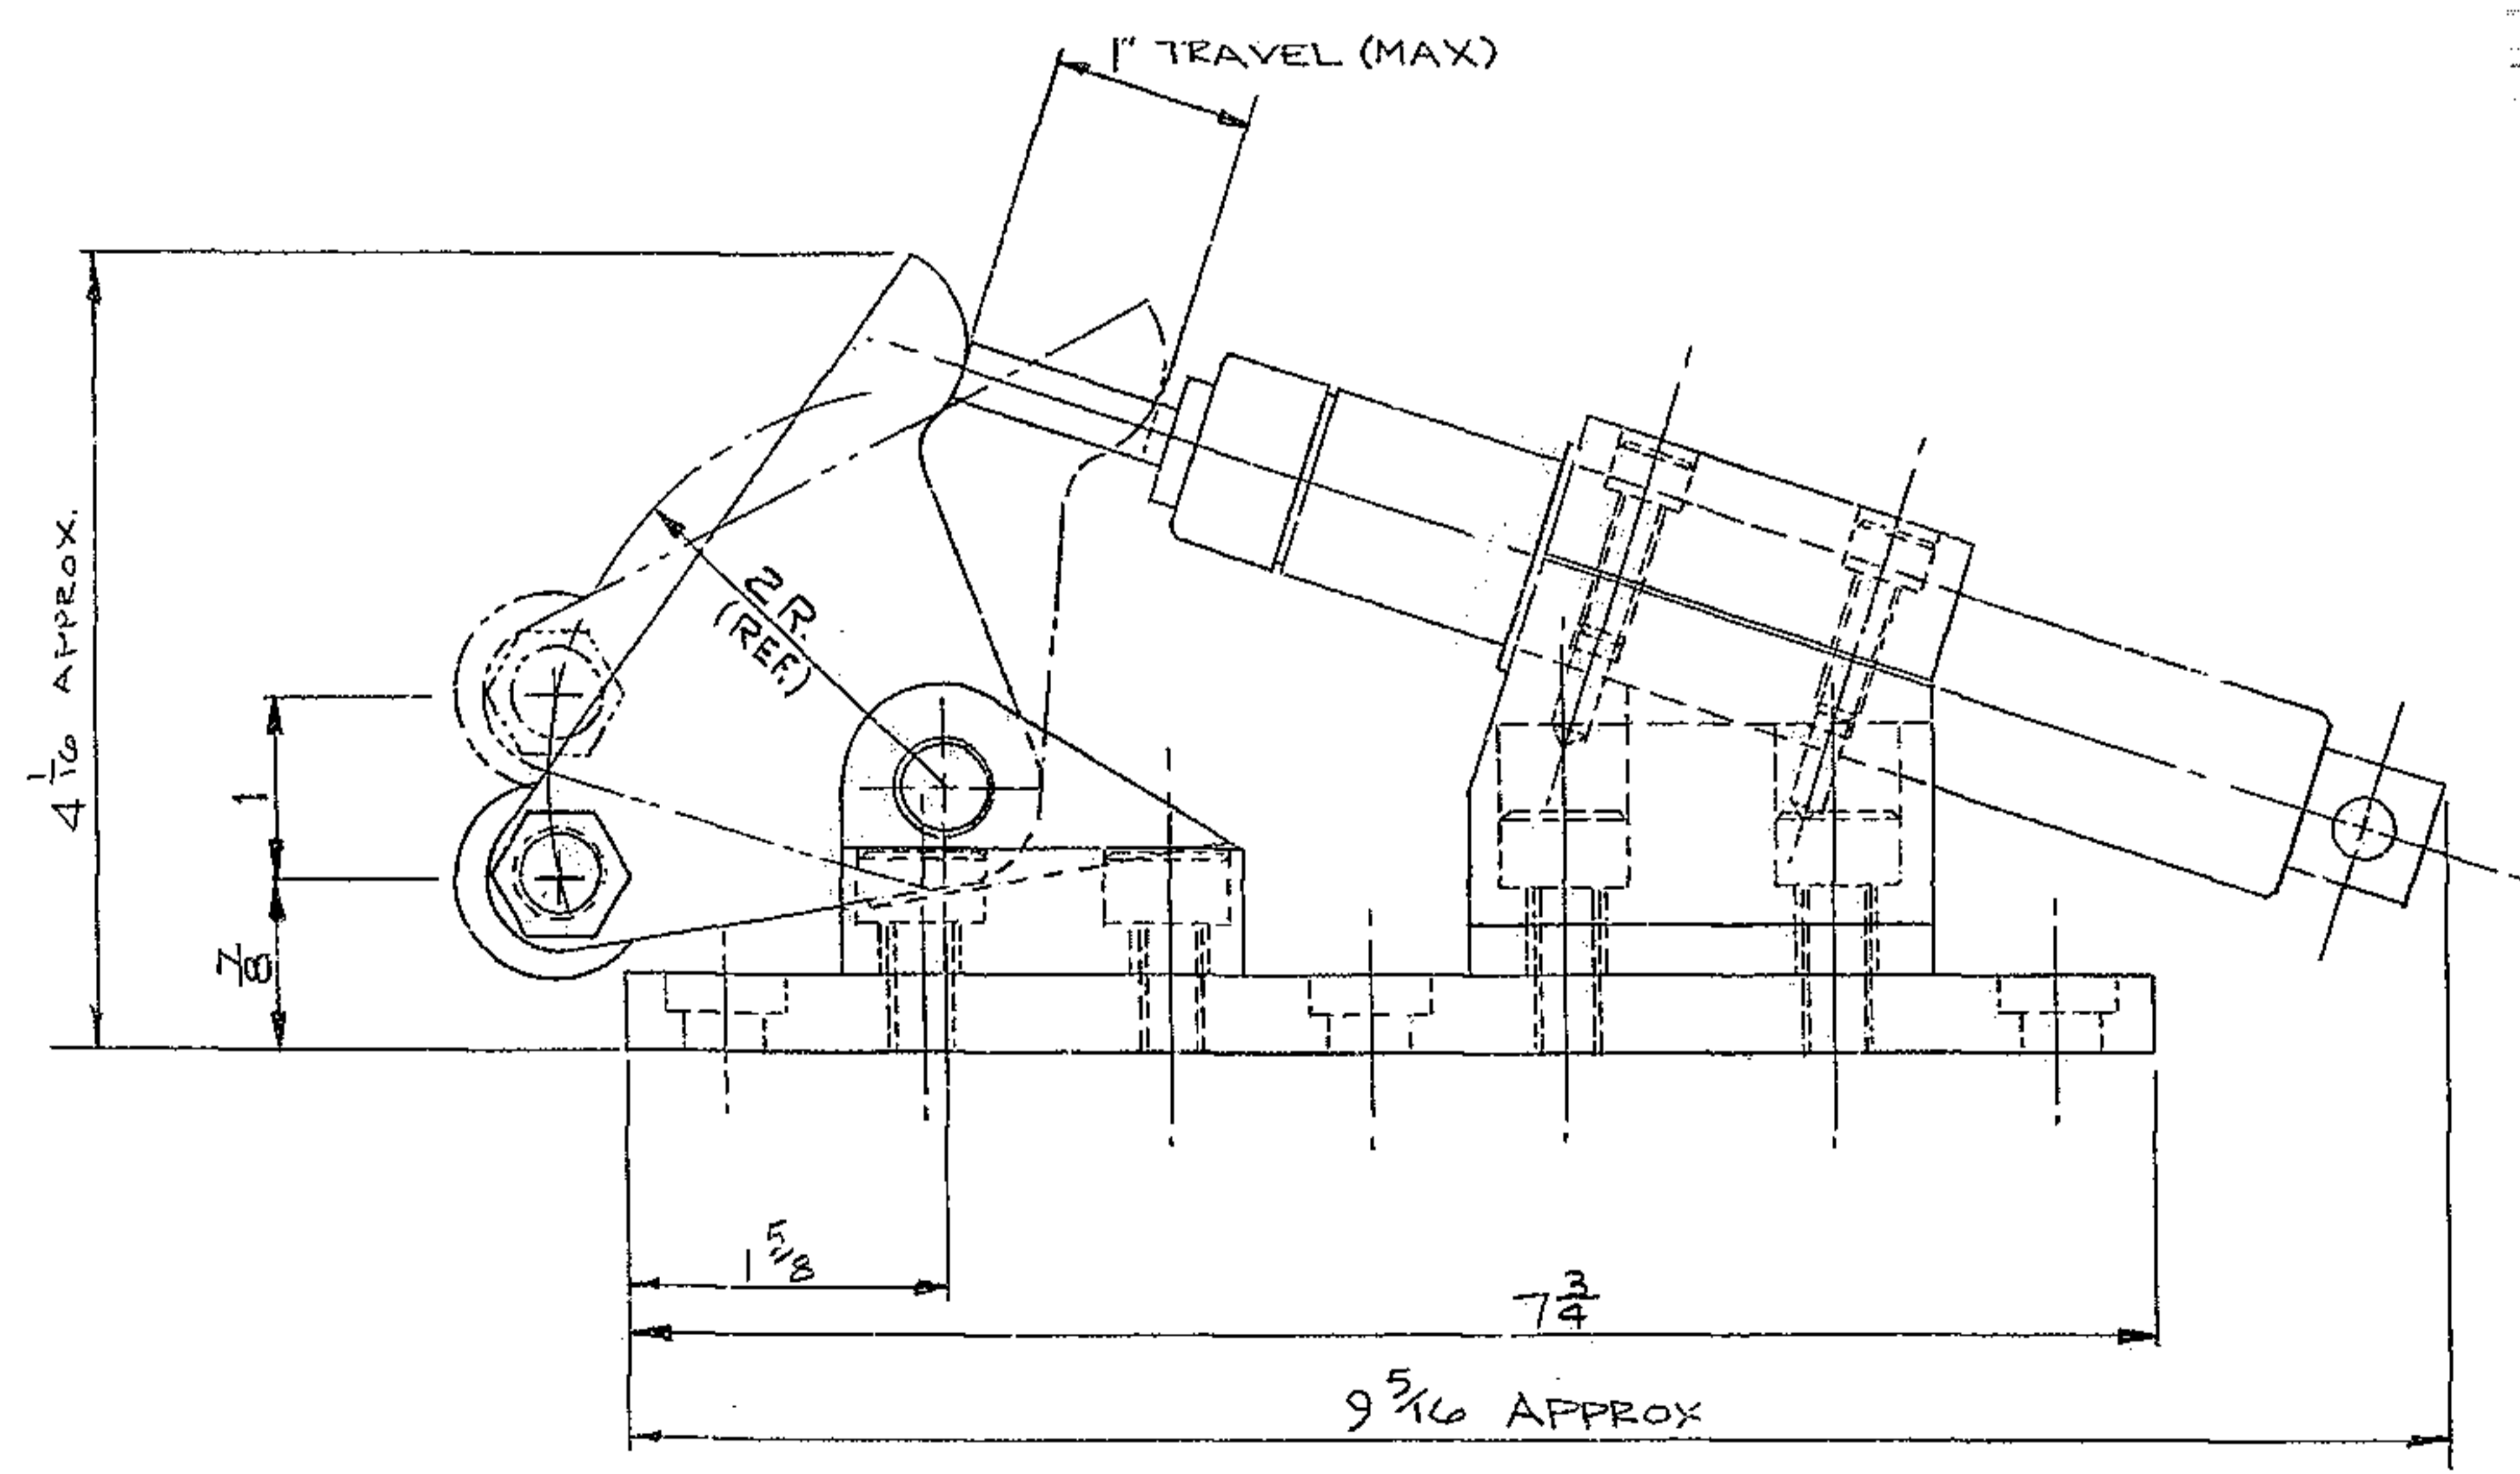 1" TRAVEL (MAX)
4 1/16 APPROX.
2 R.
(REF.)
1
7/8
1 5/8
7 3/4
9 5/16 APPROX